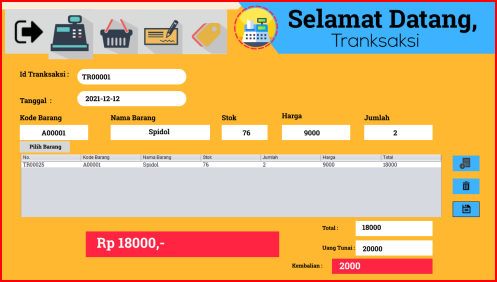 Selamat Datang,
Tranksaksi
Id Tranksaksi : TR00001
Tanggal : 2021-12-12
Kode Barang Nama Barang Stok Harga Jumlah
A00001 Spidol 76 9000 2
Pilih Barang
No. Kode Barang Nama Barang Stok Jumlah Harga Total
TR00025 A00001 Spidol 76 2 9000 18000
Total : 18000
Rp 18000,-
Uang Tunai : 20000
Kembalian : 2000